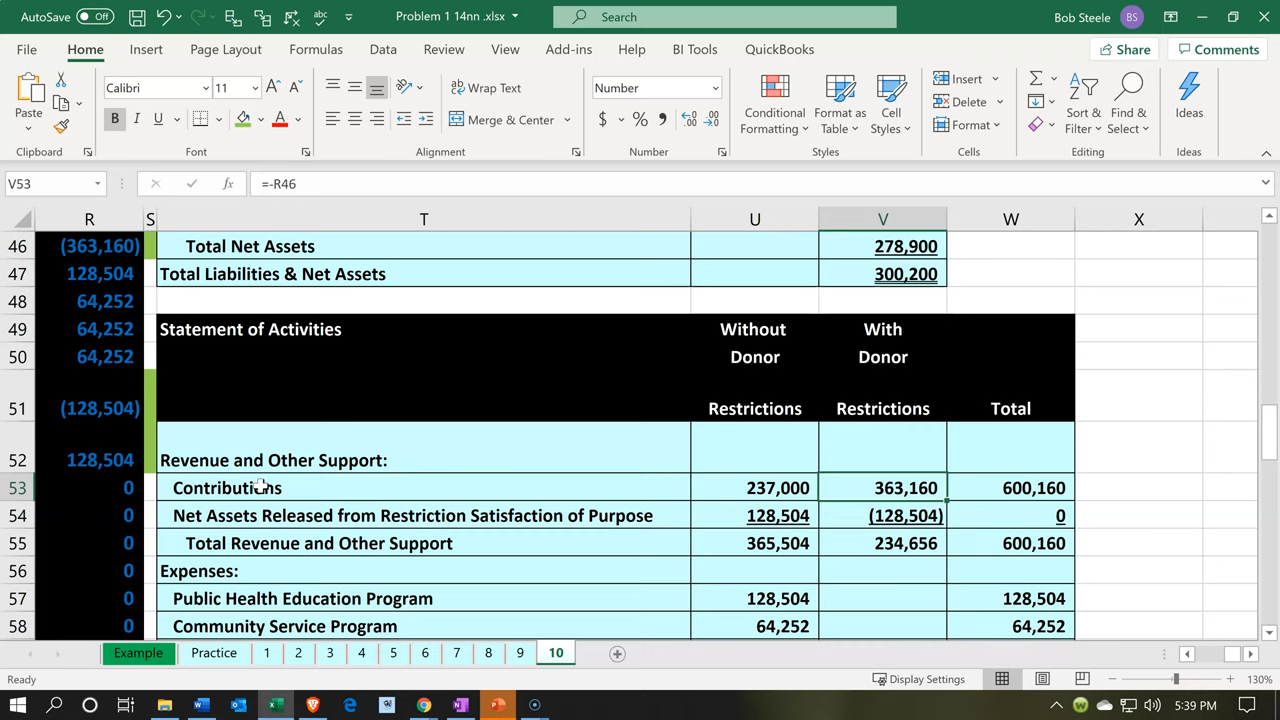 AutoSave Off Problem 1 14nn .xlsx Search Bob Steele BS
abc
File Home Insert Page Layout Formulas Data Review View Add-ins Help BI Tools QuickBooks Share Comments
Paste Calibri 11 A A Wrap Text Number Conditional Formatting Format as Table Cell Styles Insert Delete Format Sort & Filter Find & Select Ideas
B I U A Merge & Center $ % ,
Clipboard Font Alignment Number Styles Cells Editing Ideas
V53 fx =-R46
R S T U V W X
46 (363,160) Total Net Assets 278,900
47 128,504 Total Liabilities & Net Assets 300,200
48 64,252
49 64,252 Statement of Activities Without With
50 64,252 Donor Donor
51 (128,504) Restrictions Restrictions Total
52 128,504 Revenue and Other Support:
53 0 Contributions 237,000 363,160 600,160
54 0 Net Assets Released from Restriction Satisfaction of Purpose 128,504 (128,504) 0
55 0 Total Revenue and Other Support 365,504 234,656 600,160
56 0 Expenses:
57 0 Public Health Education Program 128,504 128,504
58 0 Community Service Program 64,252 64,252
Example Practice 1 2 3 4 5 6 7 8 9 10
Ready Display Settings 130%
5:39 PM